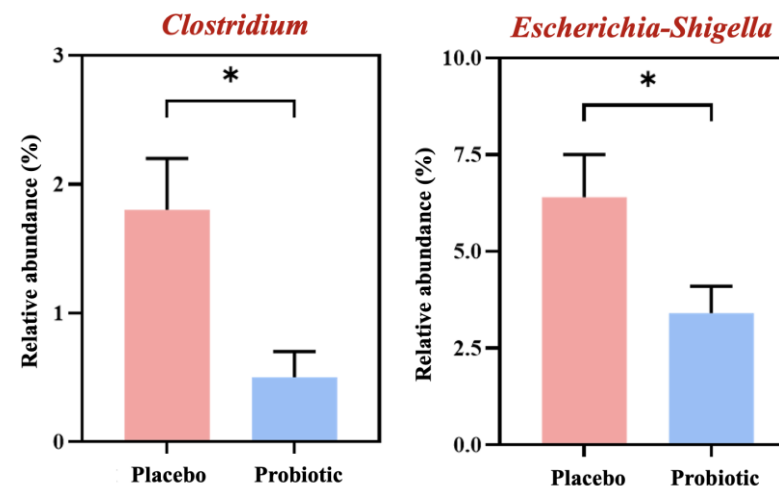 Clostridium
Relative abundance (%)
3
2
1
0
*
Placebo Probiotic
Escherichia-Shigella
Relative abundance (%)
10.0
7.5
5.0
2.5
0.0
*
Placebo Probiotic